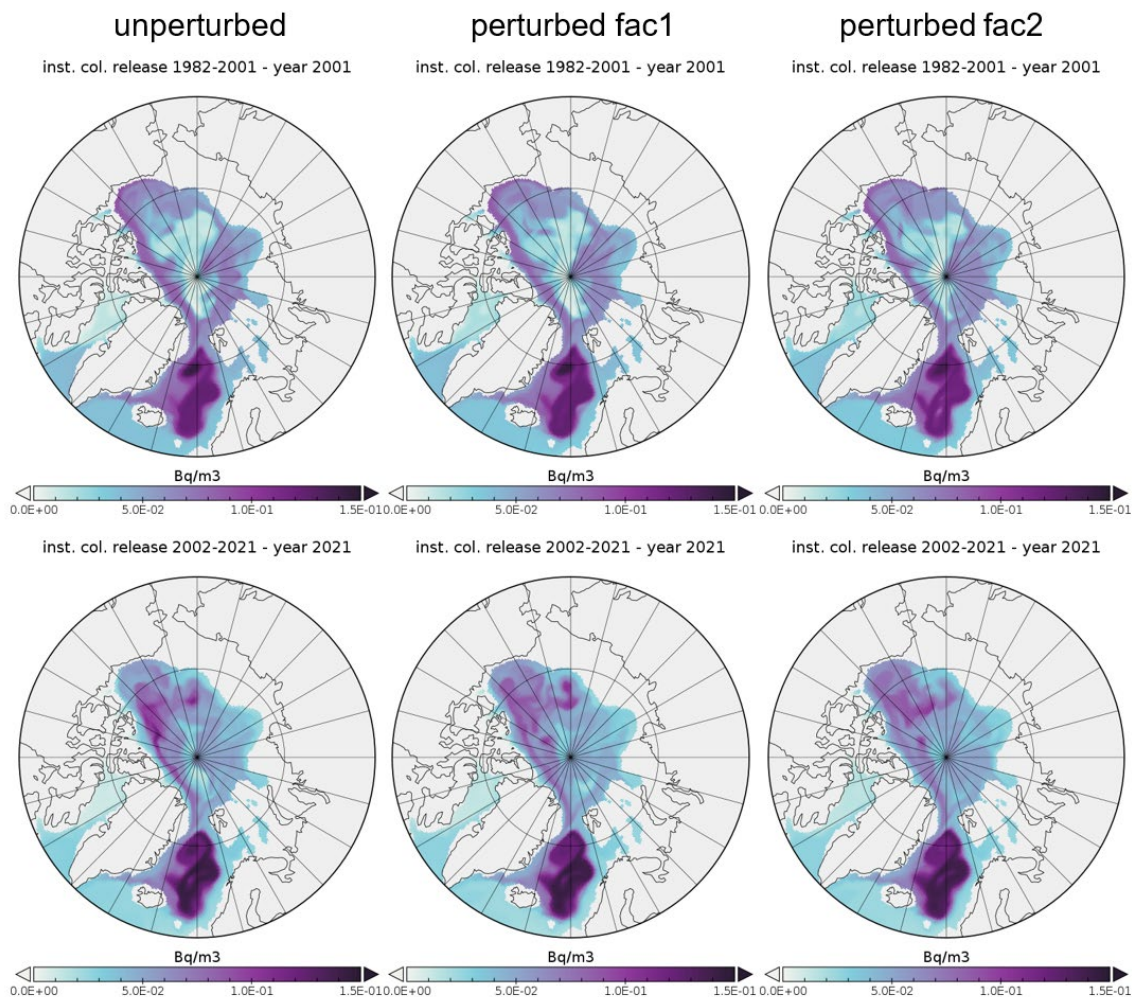 unperturbed perturbed fac1 perturbed fac2
inst. col. release 1982-2001 - year 2001 inst. col. release 1982-2001 - year 2001 inst. col. release 1982-2001 - year 2001
Bq/m3 Bq/m3 Bq/m3
0.0E+00 5.0E-02 1.0E-01 1.5E-01 0.0E+00 5.0E-02 1.0E-01 1.5E-01 0.0E+00 5.0E-02 1.0E-01 1.5E-01
inst. col. release 2002-2021 - year 2021 inst. col. release 2002-2021 - year 2021 inst. col. release 2002-2021 - year 2021
Bq/m3 Bq/m3 Bq/m3
0.0E+00 5.0E-02 1.0E-01 1.5E-01 0.0E+00 5.0E-02 1.0E-01 1.5E-01 0.0E+00 5.0E-02 1.0E-01 1.5E-01